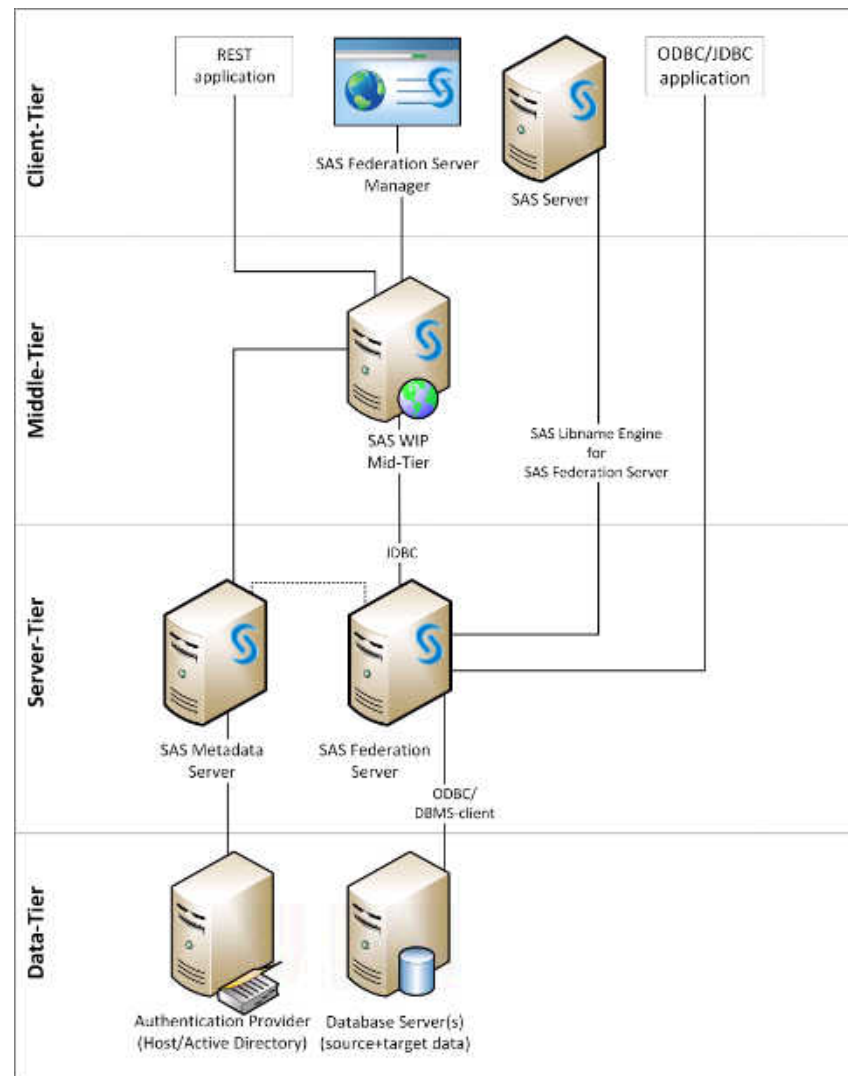 Client-Tier
REST
application
SAS Federation Server
Manager
SAS Server
ODBC/JDBC
application
Middle-Tier
SAS WIP
Mid-Tier
SAS Libname Engine
for
SAS Federation Server
Server-Tier
JDBC
SAS Metadata
Server
SAS Federation
Server
ODBC/
DBMS-client
Data-Tier
Authentication Provider
(Host/Active Directory)
Database Server(s)
(source+target data)